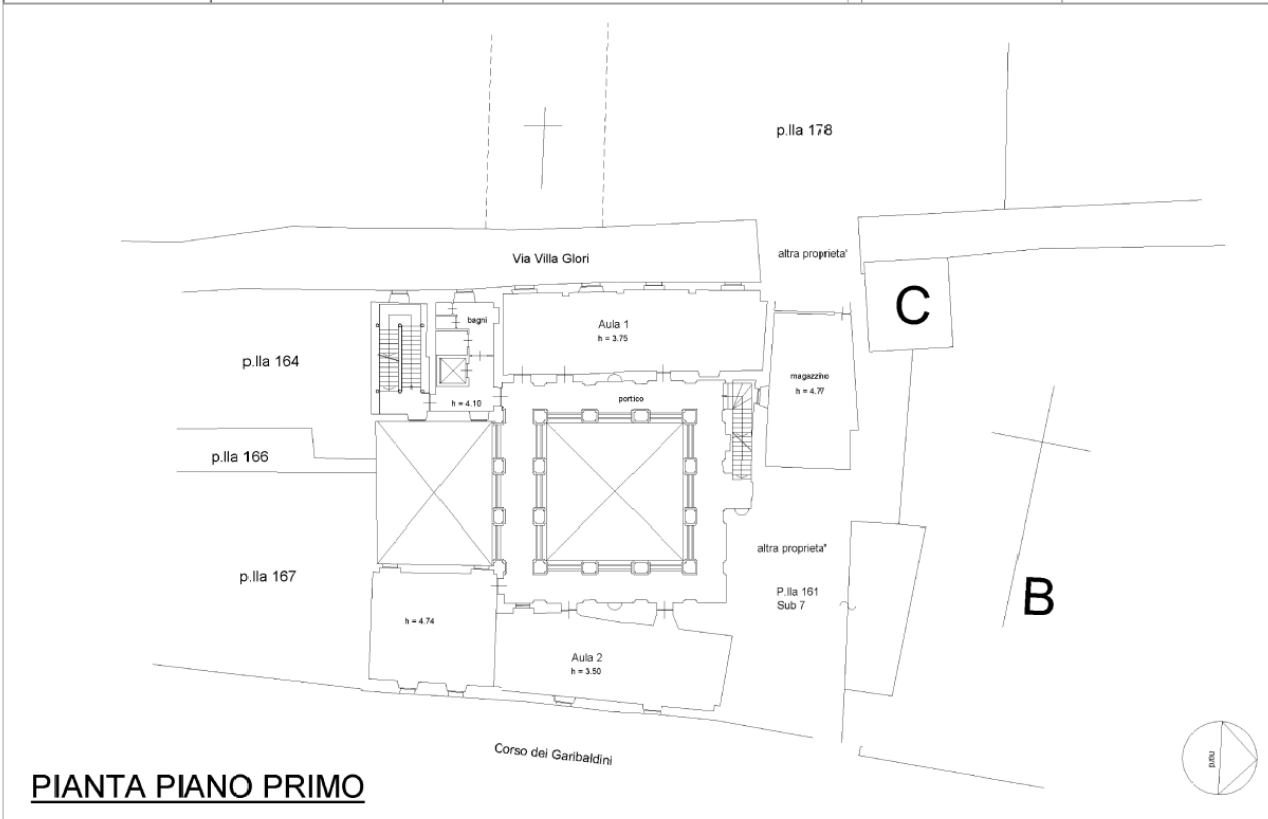 p.lla 178
Via Villa Glori
altra proprieta'
C
bagni
Aula 1
h = 3.75
p.lla 164
magazzino
h = 4.77
portico
h = 4.10
p.lla 166
altra proprieta'
p.lla 167
P.lla 161
Sub 7
B
h = 4.74
Aula 2
h = 3.50
Corso dei Garibaldini
nord
PIANTA PIANO PRIMO